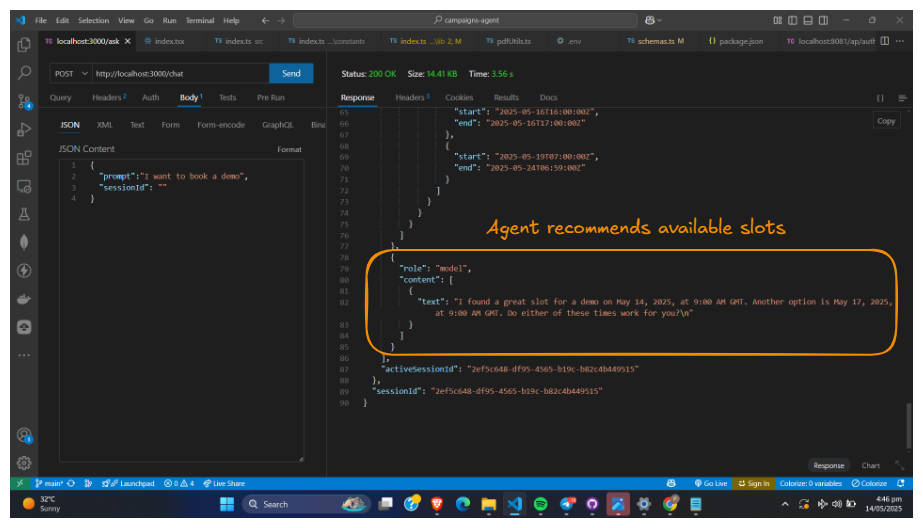 File Edit Selection View Go Run Terminal Help
campaigns-agent
localhost:3000/ask
index.tsx
TS index.ts src
TS index.ts ...\constants
TS index.ts ...\lib 2, M
TS pdfUtils.ts
.env
TS schemas.ts M
{} package.json
localhost:8081/ap/auth
POST http://localhost:3000/chat Send
Query Headers 2 Auth Body 1 Tests Pre Run
JSON XML Text Form Form-encode GraphQL Bina
JSON Content Format
1 {
2 "prompt":"I want to book a demo",
3 "sessionId": ""
4 }
Status: 200 OK Size: 14.41 KB Time: 3.56 s
Response Headers 3 Cookies Results Docs {}
Copy
65 "start": "2025-05-16T16:00:00Z",
66 "end": "2025-05-16T17:00:00Z"
67 },
68 {
69 "start": "2025-05-19T07:00:00Z",
70 "end": "2025-05-24T06:59:00Z"
71 }
72 ]
73 }
74 }
75 }
76 ]
77 },
Agent recommends available slots
78 {
79 "role": "model",
80 "content": [
81 {
82 "text": "I found a great slot for a demo on May 14, 2025, at 9:00 AM GMT. Another option is May 17, 2025,
at 9:00 AM GMT. Do either of these times work for you?\n"
83 }
84 ]
85 }
86 ],
87 "activeSessionId": "2ef5c648-df95-4565-b19c-b82c4b449515"
88 },
89 "sessionId": "2ef5c648-df95-4565-b19c-b82c4b449515"
90 }
Response Chart
main* Launchpad 0 4 Live Share
Go Live Sign In Colorize: 0 variables Colorize
32°C
Sunny
Search
4:46 pm
14/05/2025